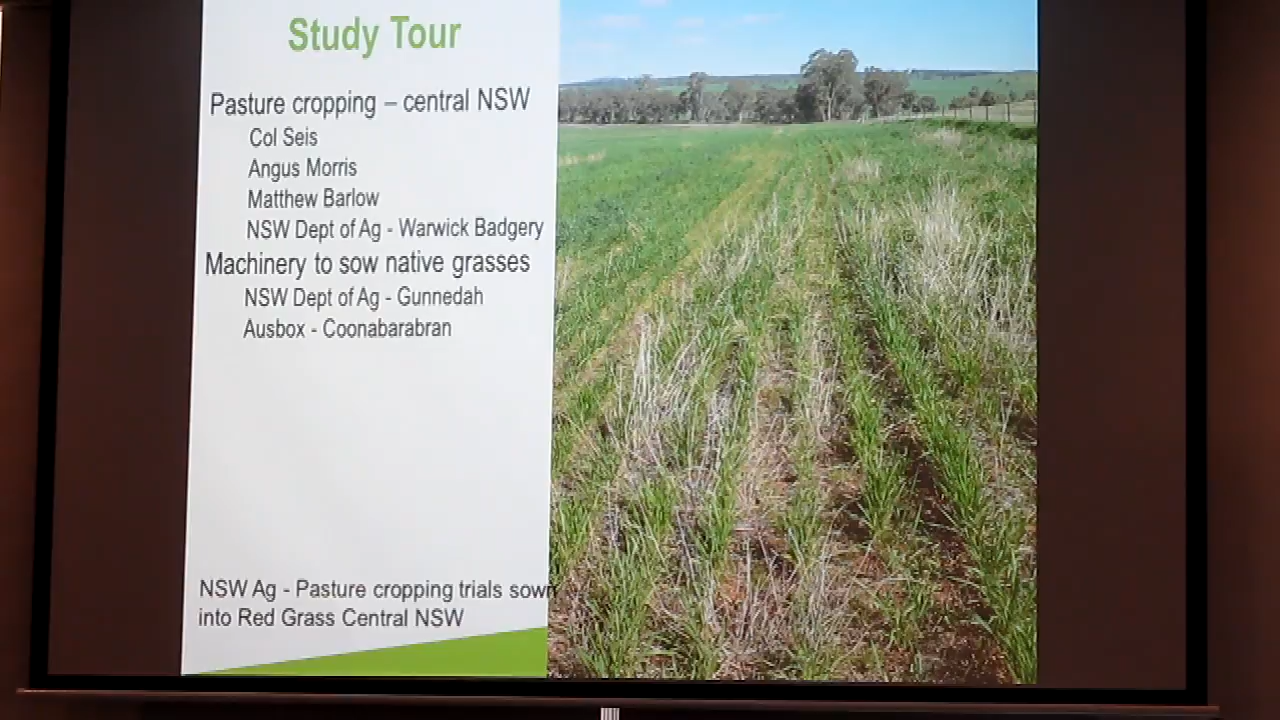 Study Tour
Pasture cropping – central NSW
Col Seis
Angus Morris
Matthew Barlow
NSW Dept of Ag - Warwick Badgery
Machinery to sow native grasses
NSW Dept of Ag - Gunnedah
Ausbox - Coonabarabran
NSW Ag - Pasture cropping trials sown
into Red Grass Central NSW